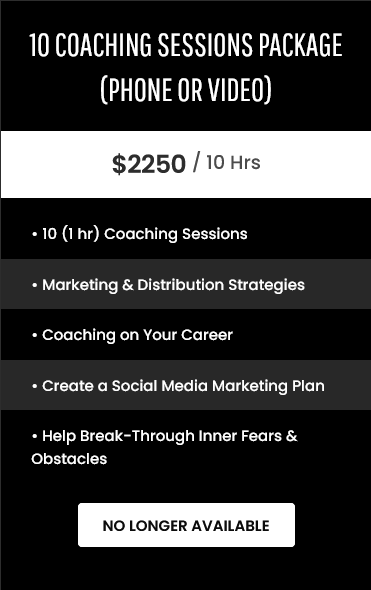 10 COACHING SESSIONS PACKAGE
(PHONE OR VIDEO)
$2250 / 10 Hrs
• 10 (1 hr) Coaching Sessions
• Marketing & Distribution Strategies
• Coaching on Your Career
• Create a Social Media Marketing Plan
• Help Break-Through Inner Fears &
Obstacles
NO LONGER AVAILABLE